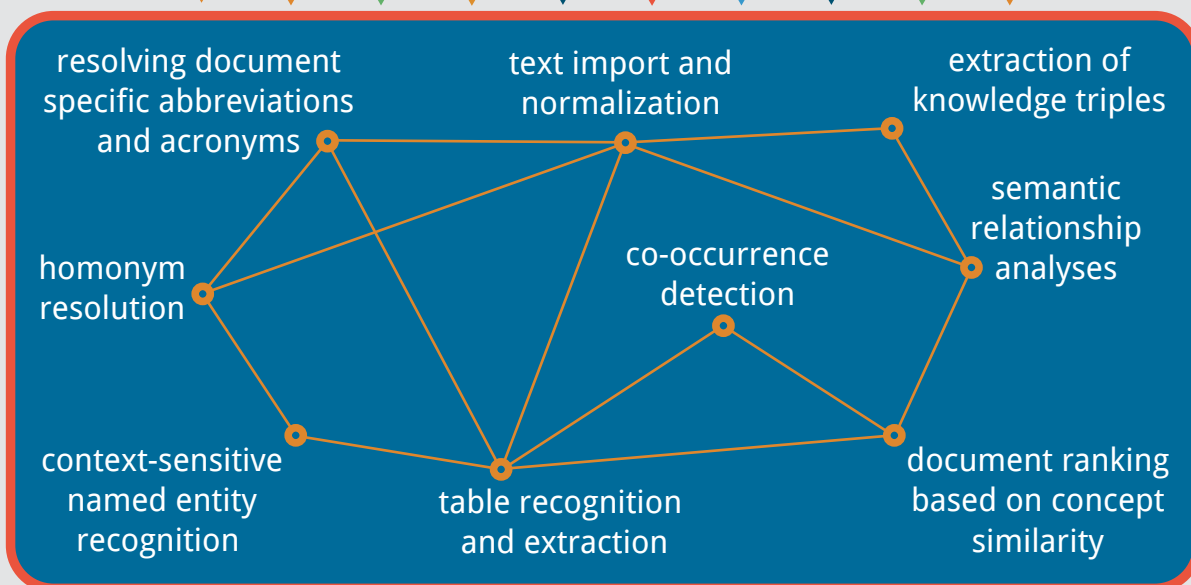 resolving document
specific abbreviations
and acronyms
text import and
normalization
extraction of
knowledge triples
semantic
relationship
analyses
homonym
resolution
co-occurrence
detection
context-sensitive
named entity
recognition
table recognition
and extraction
document ranking
based on concept
similarity